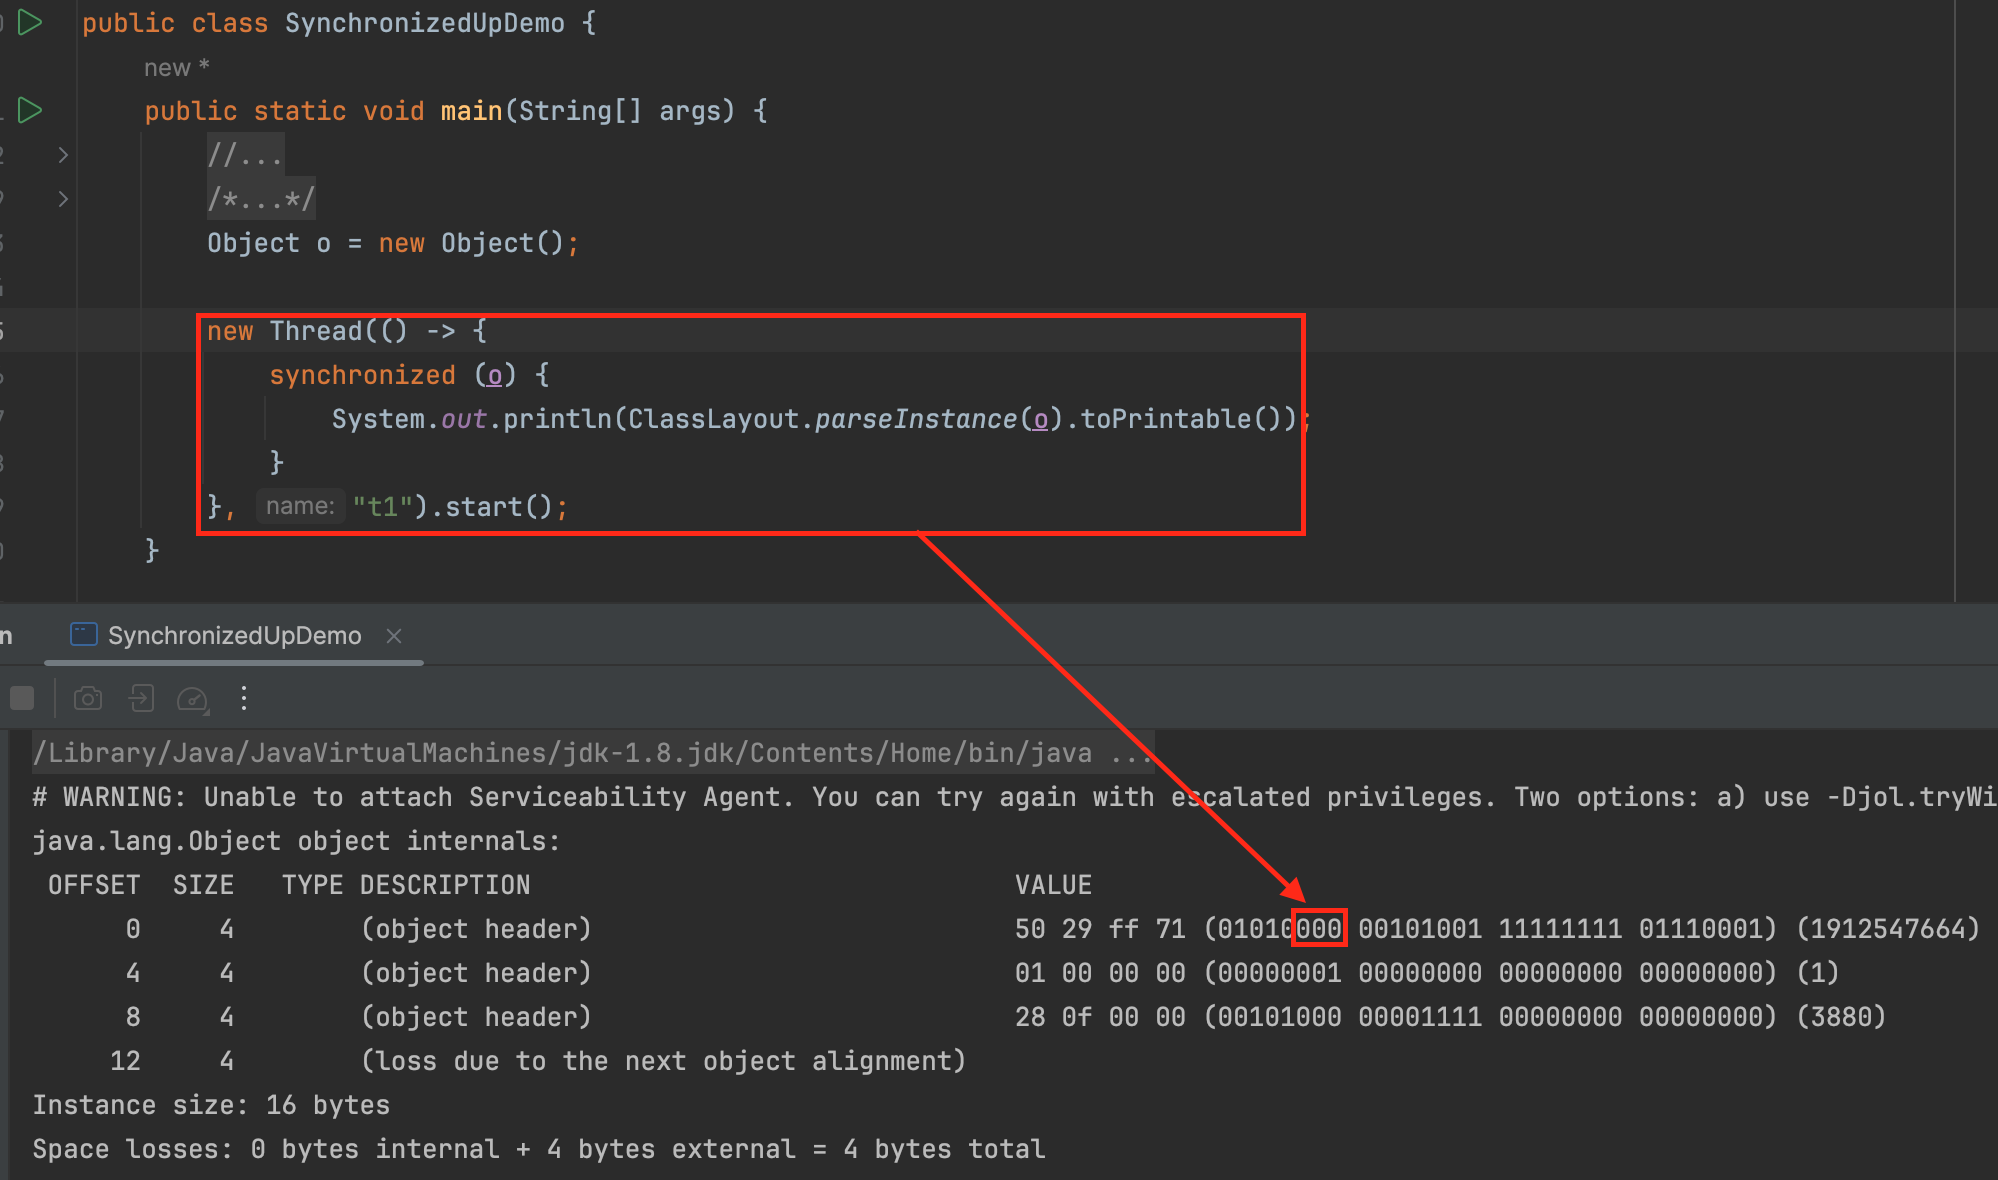 public class SynchronizedUpDemo {
new *
public static void main(String[] args) {
//...
/*...*/
Object o = new Object();
new Thread(() -> {
synchronized (o) {
System.out.println(ClassLayout.parseInstance(o).toPrintable());
}
}, name: "t1").start();
}
n SynchronizedUpDemo
/Library/Java/JavaVirtualMachines/jdk-1.8.jdk/Contents/Home/bin/java ...
# WARNING: Unable to attach Serviceability Agent. You can try again with escalated privileges. Two options: a) use -Djol.tryWi
java.lang.Object object internals:
OFFSET SIZE TYPE DESCRIPTION VALUE
0 4 (object header) 50 29 ff 71 (01010000 00101001 11111111 01110001) (1912547664)
4 4 (object header) 01 00 00 00 (00000001 00000000 00000000 00000000) (1)
8 4 (object header) 28 0f 00 00 (00101000 00001111 00000000 00000000) (3880)
12 4 (loss due to the next object alignment)
Instance size: 16 bytes
Space losses: 0 bytes internal + 4 bytes external = 4 bytes total